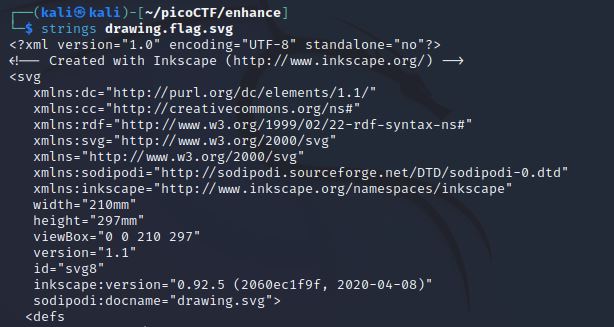 ┌──(kali㉿kali)-[~/picoCTF/enhance]
└─$ strings drawing.flag.svg
<?xml version="1.0" encoding="UTF-8" standalone="no"?>
<!-- Created with Inkscape (http://www.inkscape.org/) -->
<svg
   xmlns:dc="http://purl.org/dc/elements/1.1/"
   xmlns:cc="http://creativecommons.org/ns#"
   xmlns:rdf="http://www.w3.org/1999/02/22-rdf-syntax-ns#"
   xmlns:svg="http://www.w3.org/2000/svg"
   xmlns="http://www.w3.org/2000/svg"
   xmlns:sodipodi="http://sodipodi.sourceforge.net/DTD/sodipodi-0.dtd"
   xmlns:inkscape="http://www.inkscape.org/namespaces/inkscape"
   width="210mm"
   height="297mm"
   viewBox="0 0 210 297"
   version="1.1"
   id="svg8"
   inkscape:version="0.92.5 (2060ec1f9f, 2020-04-08)"
   sodipodi:docname="drawing.svg">
  <defs